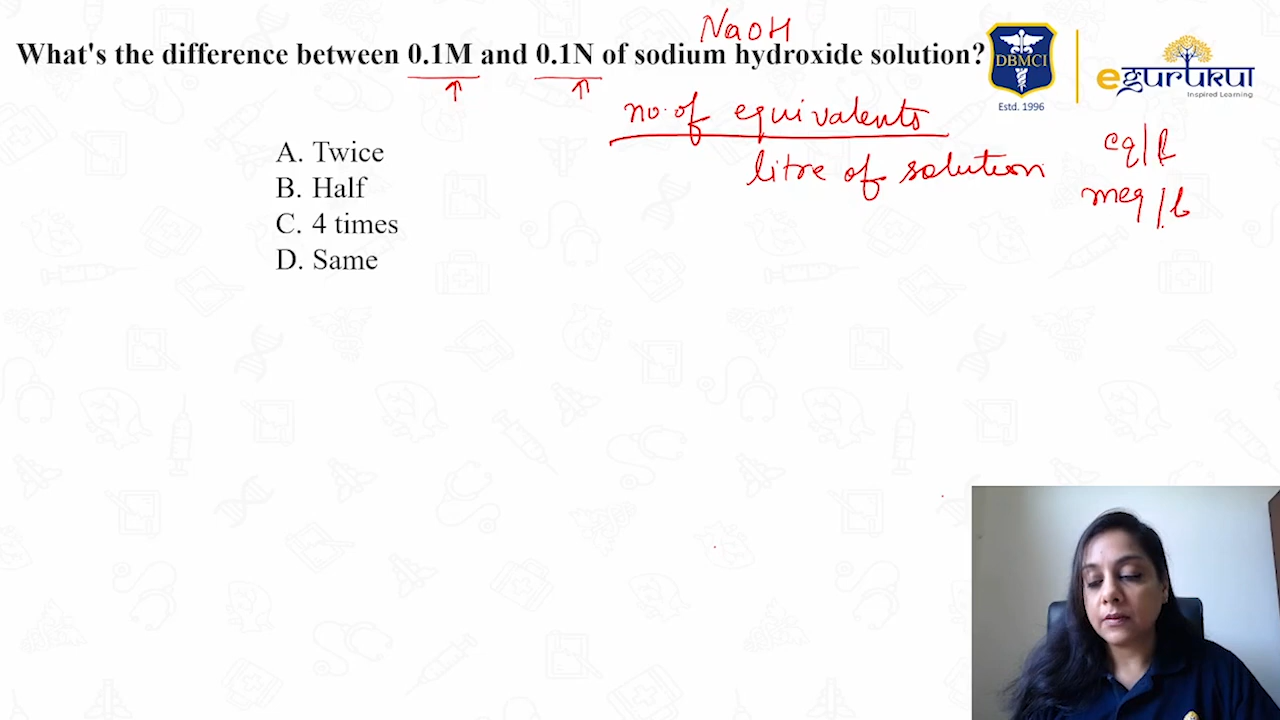 NaOH
What's the difference between 0.1M and 0.1N of sodium hydroxide solution?
DBMCI
Estd. 1996
egurukul
Inspired Learning
no. of equivalents
litre of solution
eq/L
meq/L
A. Twice
B. Half
C. 4 times
D. Same